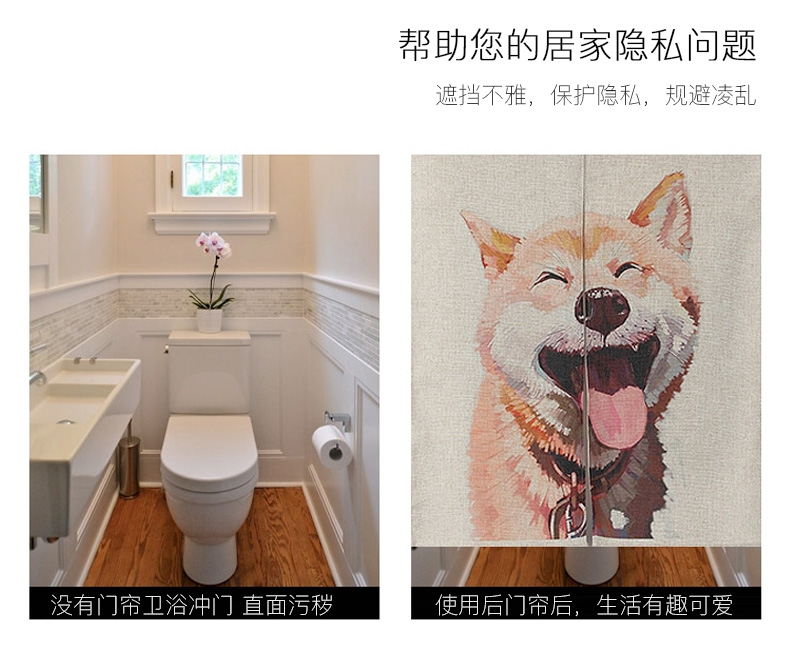 帮助您的居家隐私问题
遮挡不雅，保护隐私，规避凌乱
没有门帘卫浴冲门 直面污秽
使用后门帘后，生活有趣可爱